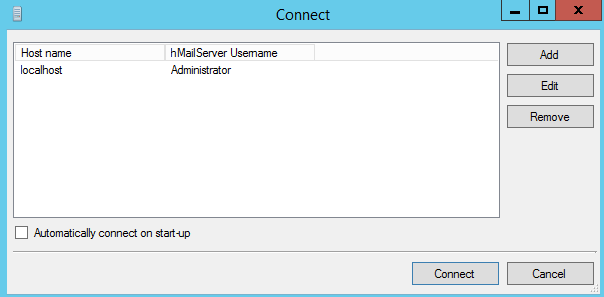 Connect
Host name hMailServer Username
localhost Administrator
Add
Edit
Remove
Automatically connect on start-up
Connect Cancel